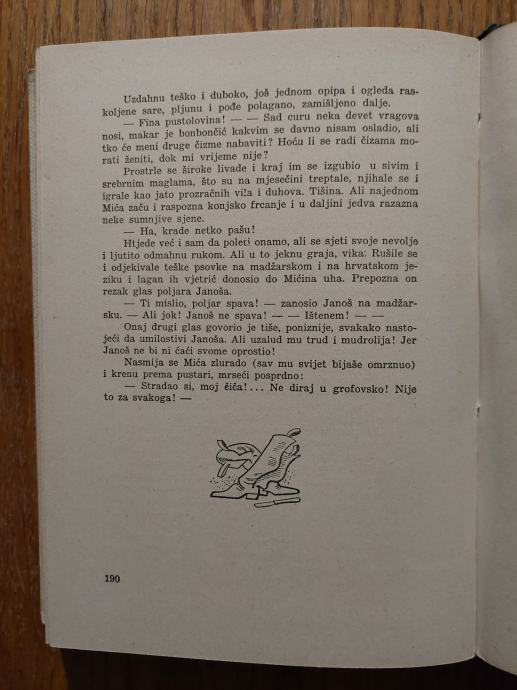 Uzdahnu teško i duboko, još jednom opipa i ogleda ras-
koljene sare, pljunu i pođe polagano, zamišljeno dalje.
— Fina pustolovina! — — Sad curu neka devet vragova
nosi, makar je bonbončić kakvim se davno nisam osladio, ali
tko će meni druge čizme nabaviti? Hoću li se radi čizama mo-
rati ženiti, dok mi vrijeme nije?
Prostrle se široke livade i kraj im se izgubio u sivim i
srebrnim maglama, što su na mjesečini treptale, njihale se i
igrale kao jato prozračnih vila i duhova. Tišina. Ali najednom
Mića začu i raspozna konjsko frcanje i u daljini jedva razazna
neke sumnjive sjene.
— Ha, krade netko pašu!
Htjede već i sam da poleti onamo, ali se sjeti svoje nevolje
i ljutito odmahnu rukom. Ali u to jeknu graja, vika. Rušile se
i odjekivale teške psovke na madžarskom i na hrvatskom je-
ziku i lagan ih vjetrić donosio do Mićina uha. Prepozna on
rezak glas poljara Janoša.
— Ti mislio, poljar spava! — zanosio Janoš na madžar-
sku. — Ali jok! Janoš ne spava! — — Ištenem! — —
Onaj drugi glas govorio je tiše, poniznije, svakako nasto-
jeći da umilostivi Janoša. Ali uzalud mu trud i mudrolija! Jer
Janoš ne bi ni ćaći svome oprostio!
Nasmija se Mića zlurado (sav mu svijet bijaše omrznuo)
i krenu prema pustari, mrseći posprdno:
— Stradao si, moj čića!... Ne diraj u grofovsko! Nije
to za svakoga! —
190